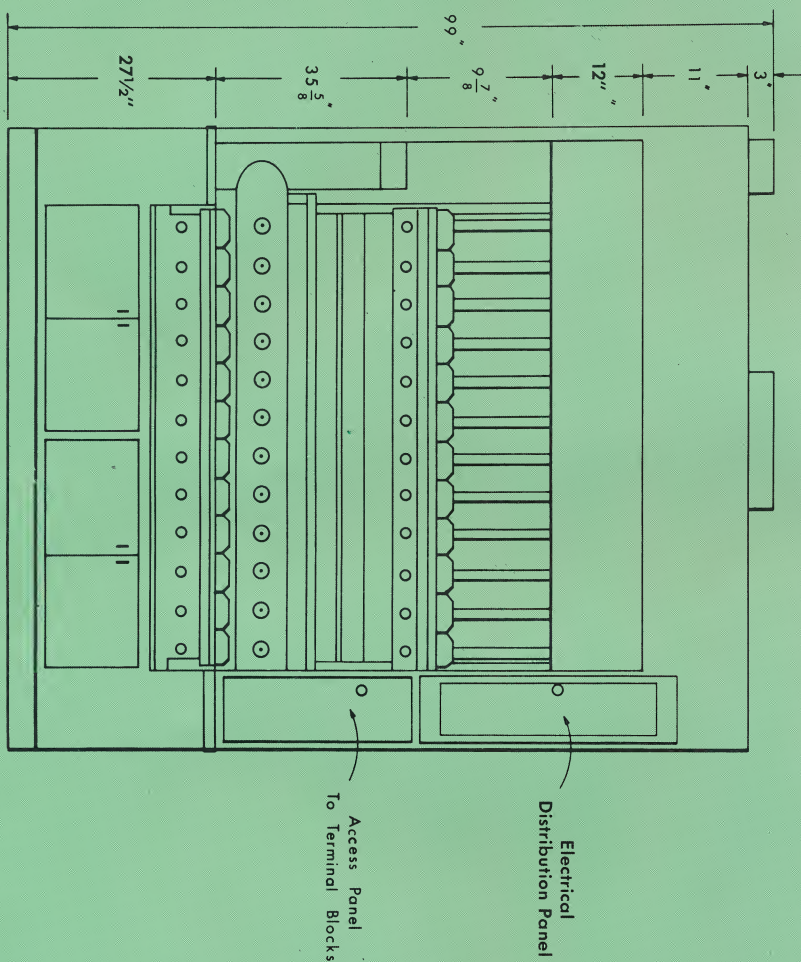 99"
3"
11"
12"
9 7/8"
35 5/8"
27½"
Electrical
Distribution Panel
Access Panel
To Terminal Blocks